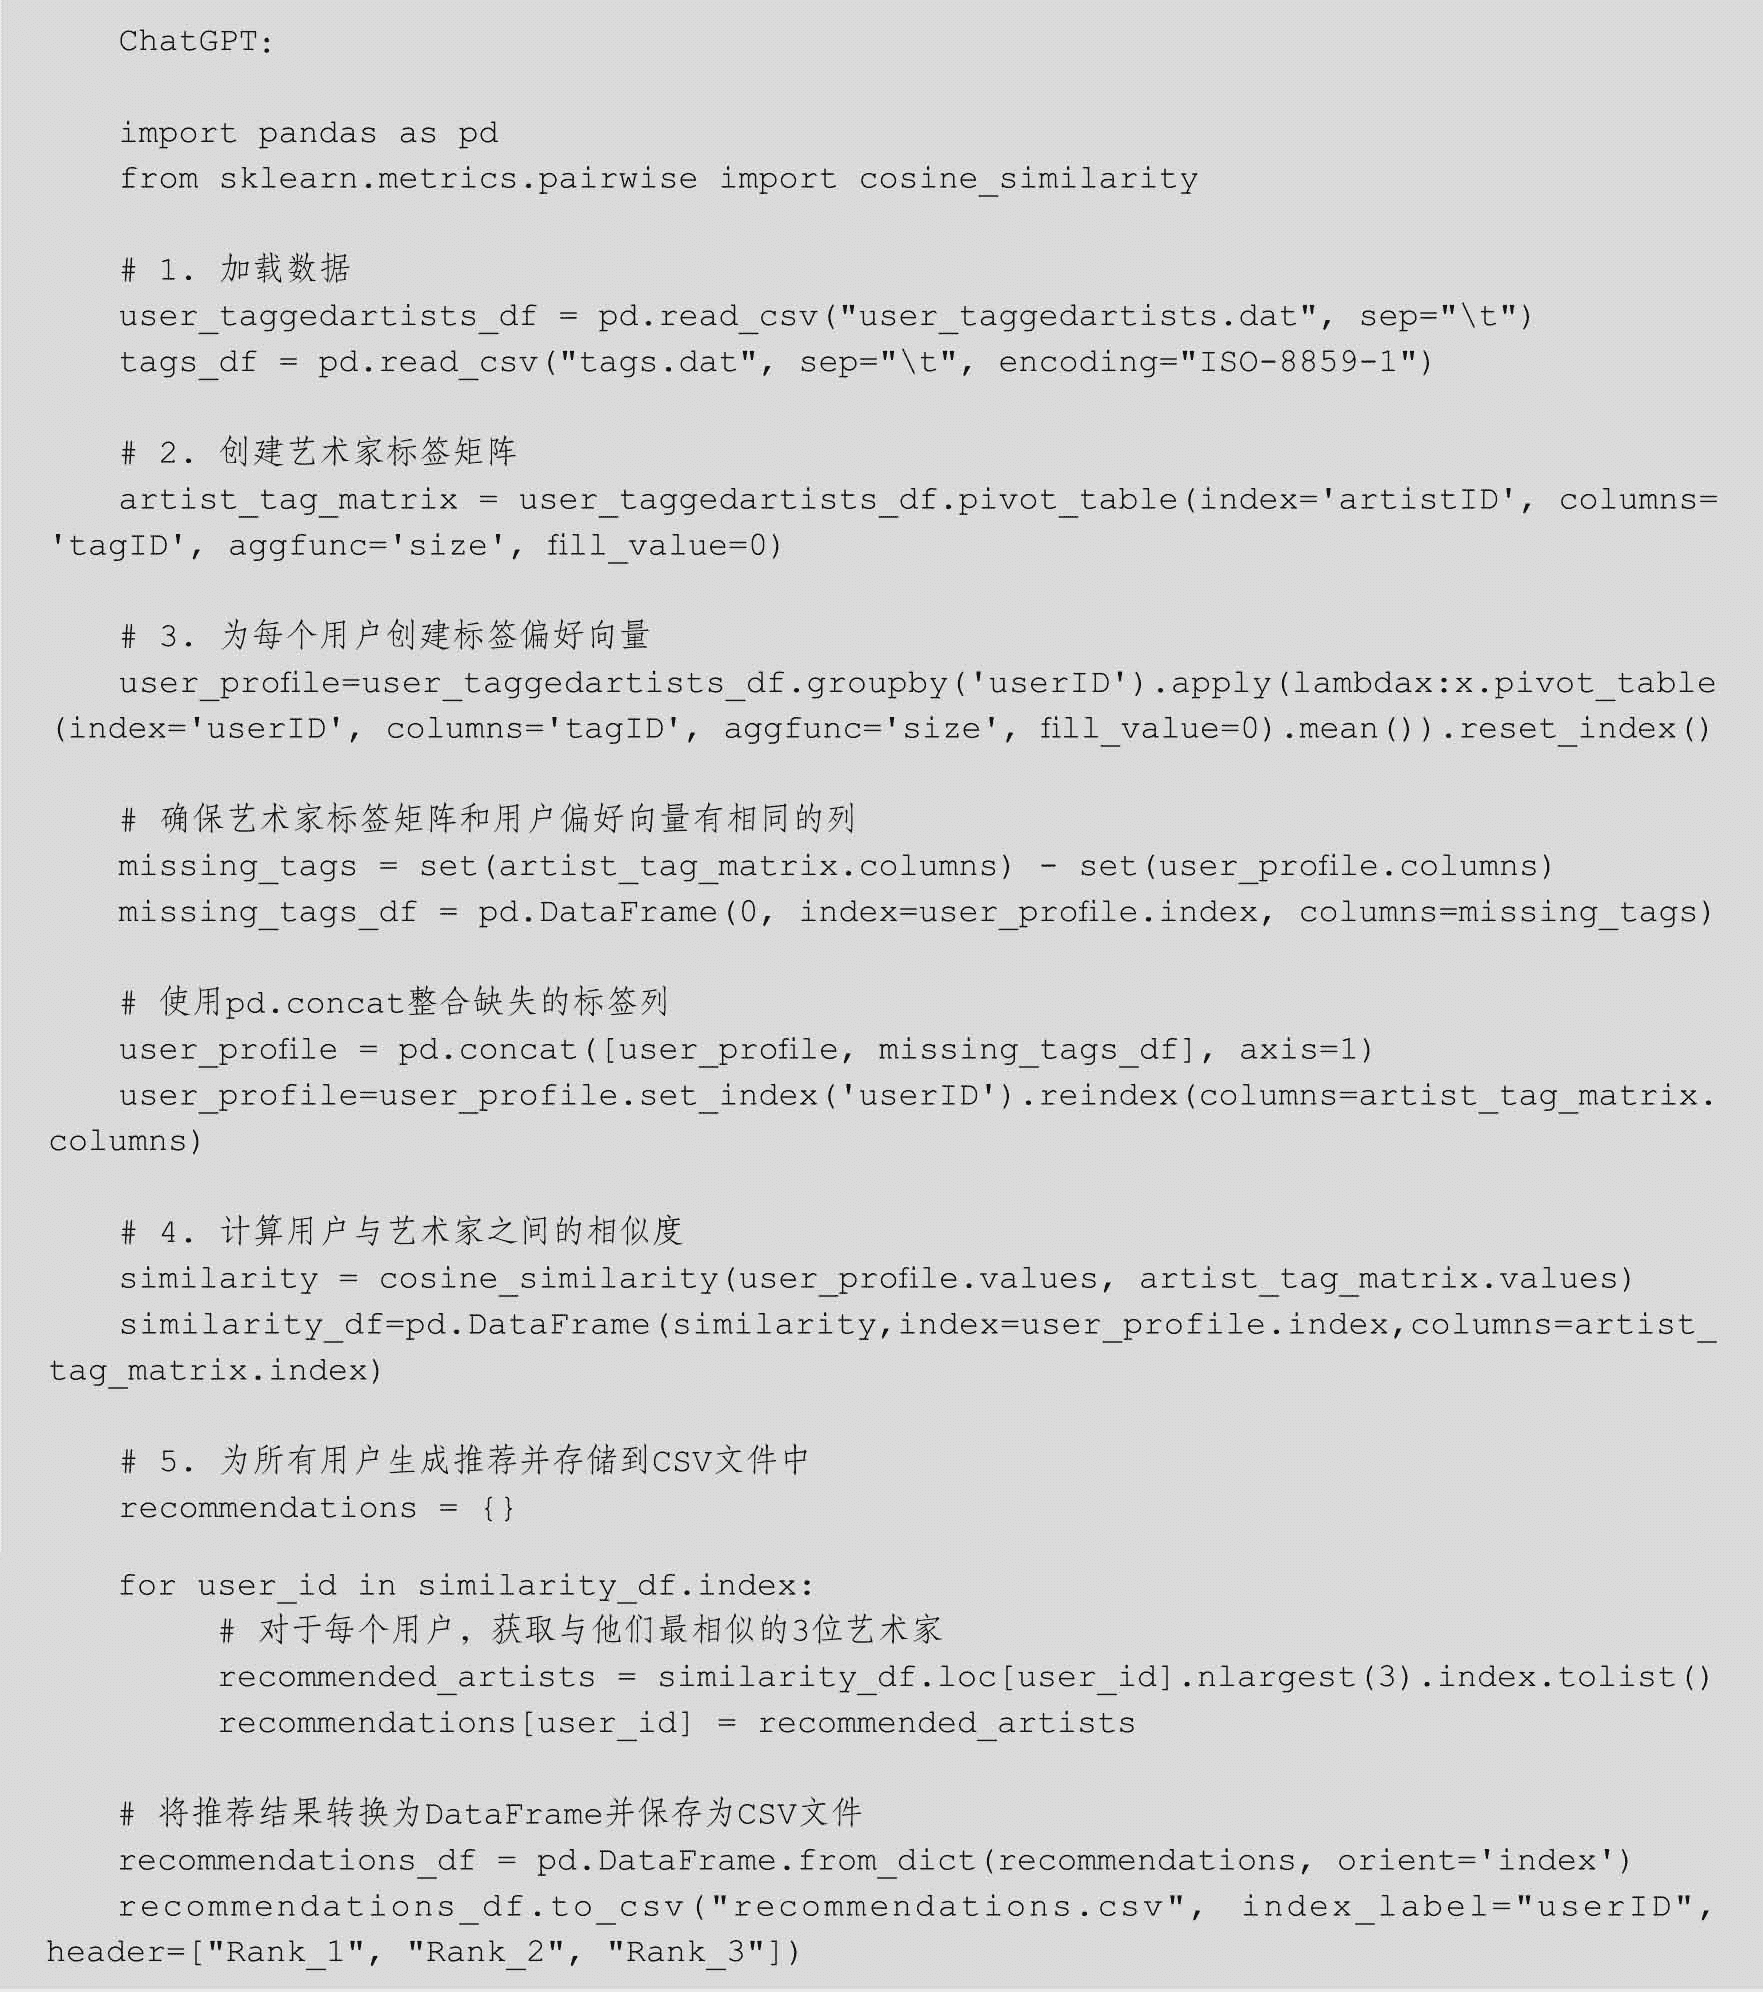 ChatGPT:
import pandas as pd
from sklearn.metrics.pairwise import cosine_similarity
# 1. 加载数据
user_taggedartists_df = pd.read_csv("user_taggedartists.dat", sep="\t")
tags_df = pd.read_csv("tags.dat", sep="\t", encoding="ISO-8859-1")
# 2. 创建艺术家标签矩阵
artist_tag_matrix = user_taggedartists_df.pivot_table(index='artistID', columns=
'tagID', aggfunc='size', fill_value=0)
# 3. 为每个用户创建标签偏好向量
user_profile=user_taggedartists_df.groupby('userID').apply(lambdax:x.pivot_table
(index='userID', columns='tagID', aggfunc='size', fill_value=0).mean()).reset_index()
# 确保艺术家标签矩阵和用户偏好向量有相同的列
missing_tags = set(artist_tag_matrix.columns) - set(user_profile.columns)
missing_tags_df = pd.DataFrame(0, index=user_profile.index, columns=missing_tags)
# 使用pd.concat整合缺失的标签列
user_profile = pd.concat([user_profile, missing_tags_df], axis=1)
user_profile=user_profile.set_index('userID').reindex(columns=artist_tag_matrix.
columns)
# 4. 计算用户与艺术家之间的相似度
similarity = cosine_similarity(user_profile.values, artist_tag_matrix.values)
similarity_df=pd.DataFrame(similarity,index=user_profile.index,columns=artist_
tag_matrix.index)
# 5. 为所有用户生成推荐并存储到CSV文件中
recommendations = {}
for user_id in similarity_df.index:
# 对于每个用户，获取与他们最相似的3位艺术家
recommended_artists = similarity_df.loc[user_id].nlargest(3).index.tolist()
recommendations[user_id] = recommended_artists
# 将推荐结果转换为DataFrame并保存为CSV文件
recommendations_df = pd.DataFrame.from_dict(recommendations, orient='index')
recommendations_df.to_csv("recommendations.csv", index_label="userID",
header=["Rank_1", "Rank_2", "Rank_3"])